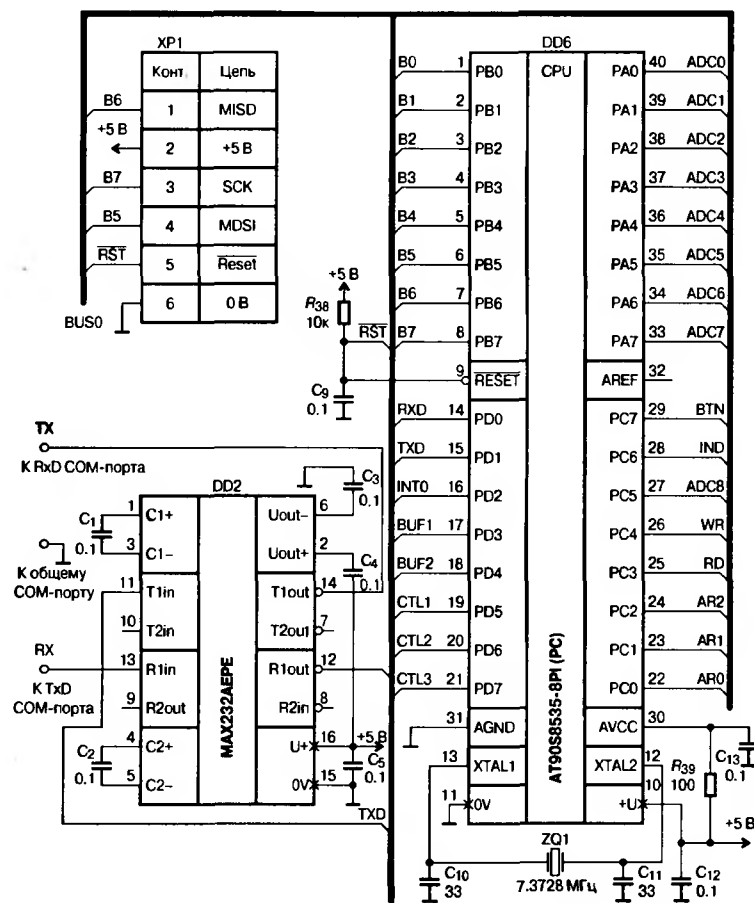 XP1
Конт. Цепь
B6 1 MISD
+5 В 2 +5 В
B7 3 SCK
B5 4 MDSI
RST 5 Reset
6 0 В
BUS0
DD6
CPU
B0 1 PB0 PA0 40 ADC0
B1 2 PB1 PA1 39 ADC1
B2 3 PB2 PA2 38 ADC2
B3 4 PB3 PA3 37 ADC3
B4 5 PB4 PA4 36 ADC4
B5 6 PB5 PA5 35 ADC5
B6 7 PB6 PA6 34 ADC6
B7 8 PB7 PA7 33 ADC7
+5 В
R38
10к
RST
C9
0.1
9 RESET AREF 32
RXD 14 PD0 PC7 29 BTN
TXD 15 PD1 PC6 28 IND
INT0 16 PD2 PC5 27 ADC8
BUF1 17 PD3 PC4 26 WR
BUF2 18 PD4 PC3 25 RD
CTL1 19 PD5 PC2 24 AR2
CTL2 20 PD6 PC1 23 AR1
CTL3 21 PD7 PC0 22 AR0
31 AGND AVCC 30
13 XTAL1 XTAL2 12
11 0V +U 10
AT90S8535-8PI (PC)
C13
0.1
R39
100
+5 В
ZQ1
7.3728 МГц
C10
33
C11
33
C12
0.1
TX
К RxD COM-порта
DD2
MAX232AEPE
C1
0.1
1 C1+ Uout− 6
C3
0.1
3 C1− Uout+ 2
C4
0.1
К общему
COM-порту
11 T1in T1out 14
10 T2in T2out 7
RX
13 R1in R1out 12
К TxD
COM-порта
9 R2out R2in 8
C2
0.1
4 C2+ U+ 16 +5 В
5 C2− 0V 15
C5
0.1
TXD